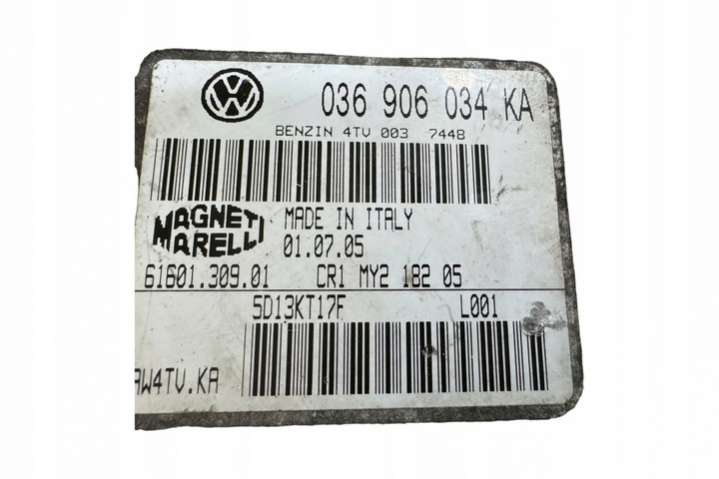 036 906 034 KA
BENZIN 4TV 003 7448
MAGNETI
MARELLI
MADE IN ITALY
01.07.05
61601.309.01 CR1 MY2 182 05
5D13KT17F L001
AW4TV.KA